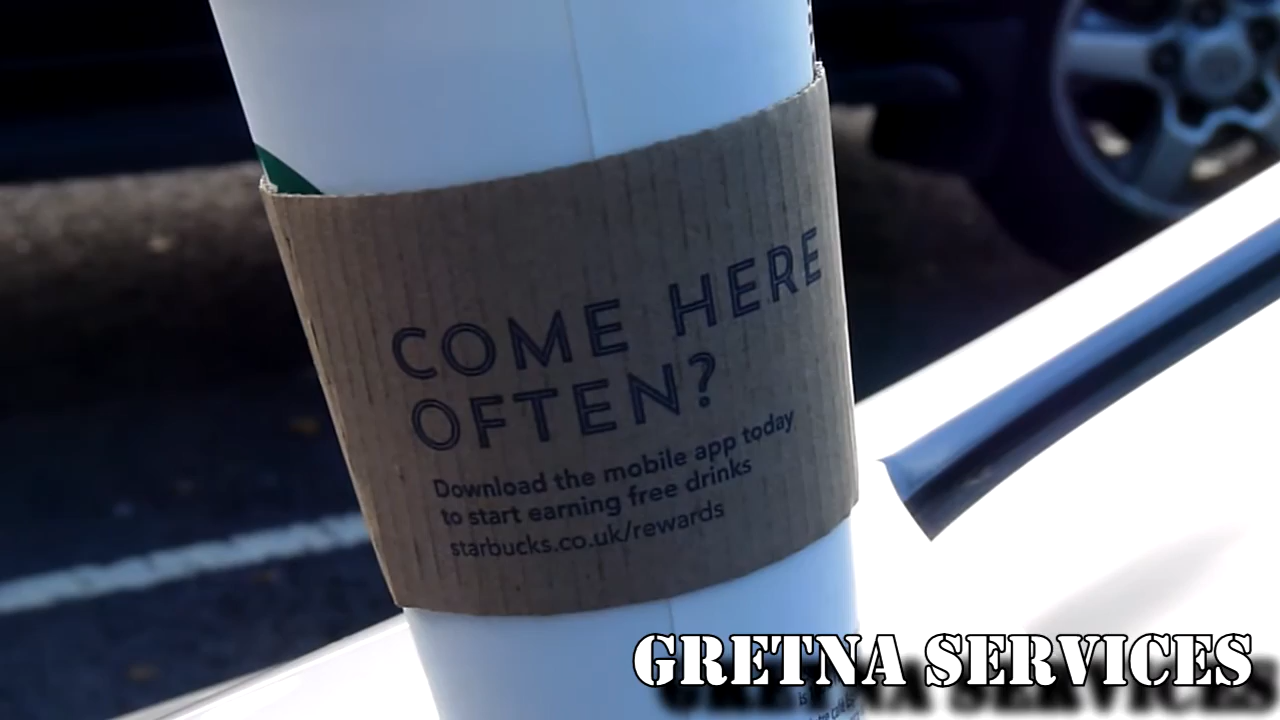 COME HERE
OFTEN?
Download the mobile app today
to start earning free drinks
starbucks.co.uk/rewards
GRETNA SERVICES